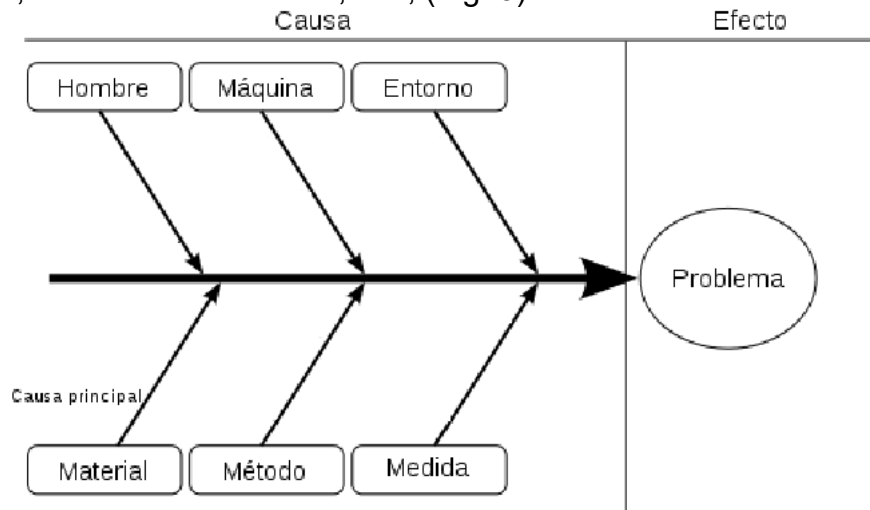 Causa Efecto
Hombre Máquina Entorno
Problema
Causa principal
Material Método Medida